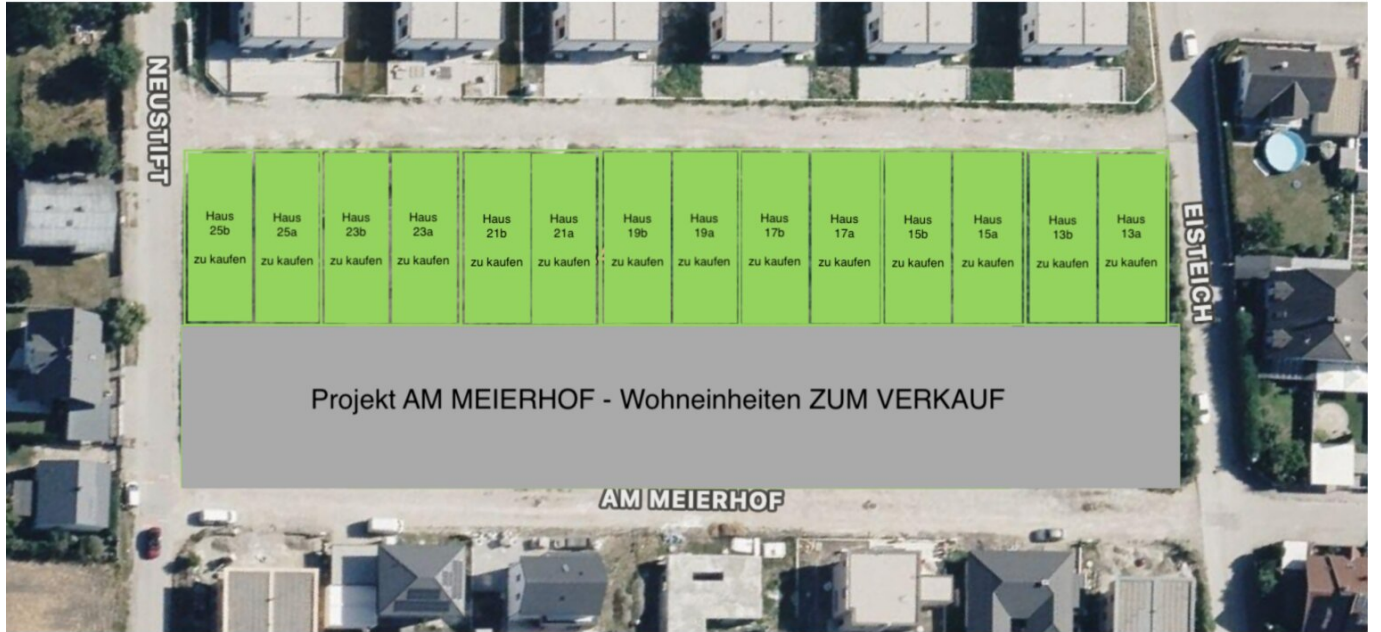 NEUSTIFT
Haus
25b
zu kaufen
Haus
25a
zu kaufen
Haus
23b
zu kaufen
Haus
23a
zu kaufen
Haus
21b
zu kaufen
Haus
21a
zu kaufen
Haus
19b
zu kaufen
Haus
19a
zu kaufen
Haus
17b
zu kaufen
Haus
17a
zu kaufen
Haus
15b
zu kaufen
Haus
15a
zu kaufen
Haus
13b
zu kaufen
Haus
13a
zu kaufen
EISTEICH
Projekt AM MEIERHOF - Wohneinheiten ZUM VERKAUF
AM MEIERHOF